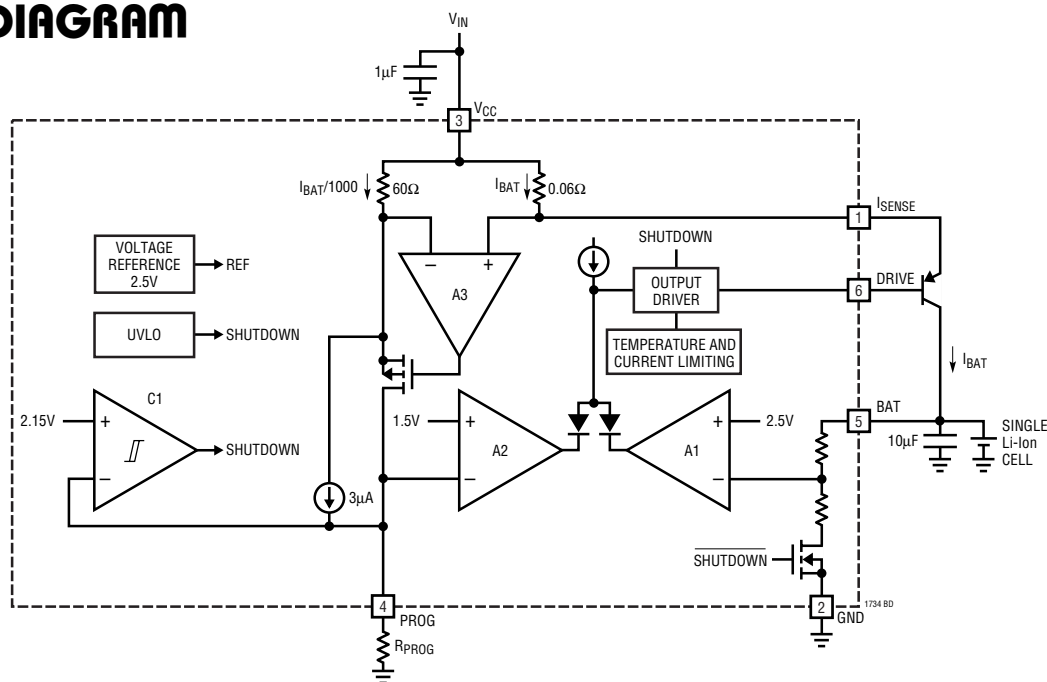 DIAGRAM
VIN
1µF
VCC
3
IBAT/1000
60Ω
IBAT
0.06Ω
ISENSE
1
VOLTAGE
REFERENCE
2.5V
REF
–
+
A3
SHUTDOWN
OUTPUT
DRIVER
DRIVE
6
TEMPERATURE AND
CURRENT LIMITING
UVLO
SHUTDOWN
IBAT
C1
2.15V
+
–
SHUTDOWN
3µA
1.5V
+
–
A2
A1
+
–
2.5V
BAT
5
10µF
SINGLE
Li-Ion
CELL
SHUTDOWN
4
PROG
RPROG
2
GND
1734 BD